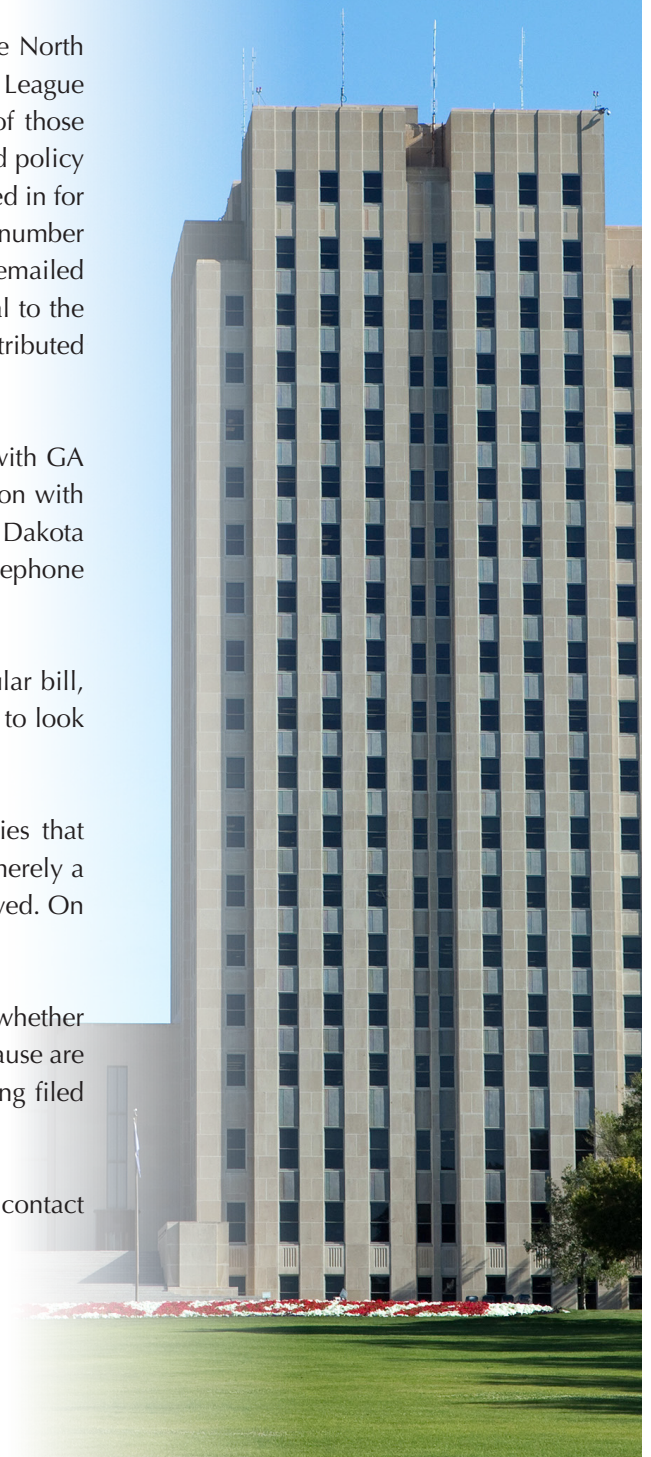 e North
League
of those
d policy
ed in for
number
emailed
al to the
tributed
with GA
on with
Dakota
ephone
lar bill,
to look
ies that
merely a
ved. On
whether
ause are
ng filed
contact